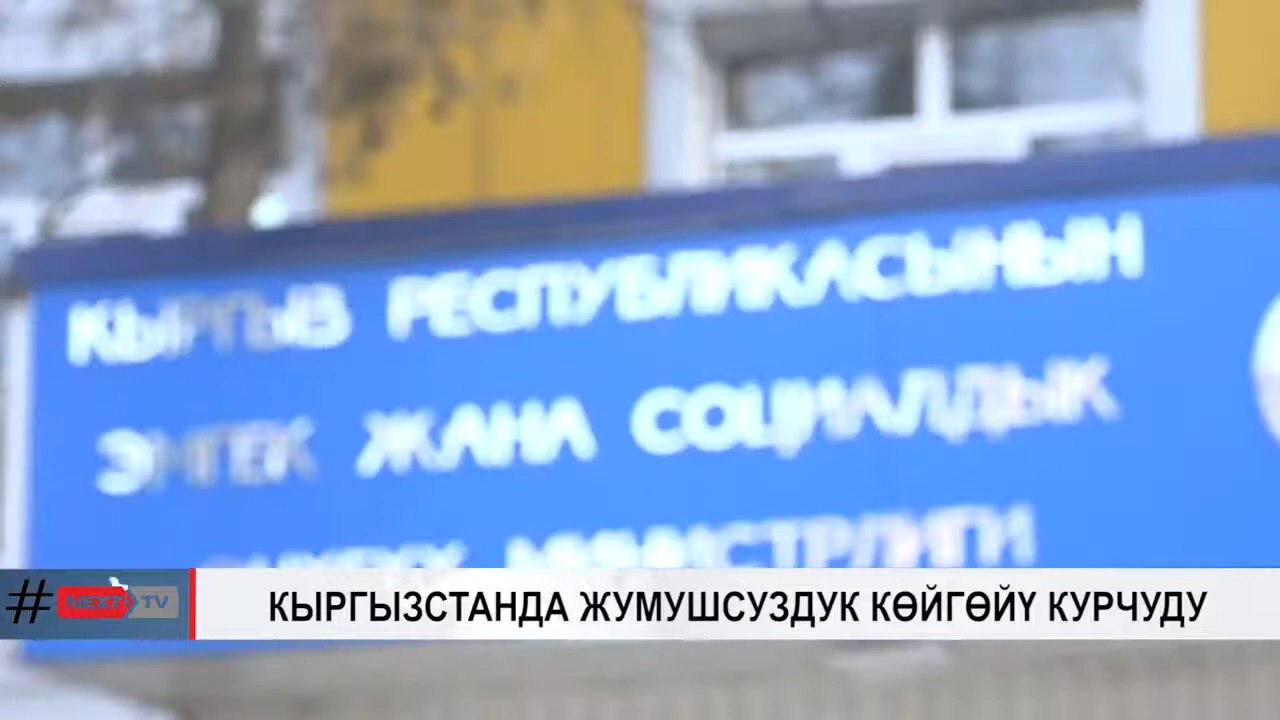 КЫРГЫЗ РЕСПУБЛИКАСЫНЫН
ЭМГЕК ЖАНА СОЦИАЛДЫК
МИНИСТРЛИГИ
# NEXT TV
КЫРГЫЗСТАНДА ЖУМУШСУЗДУК КӨЙГӨЙҮ КУРЧУДУ